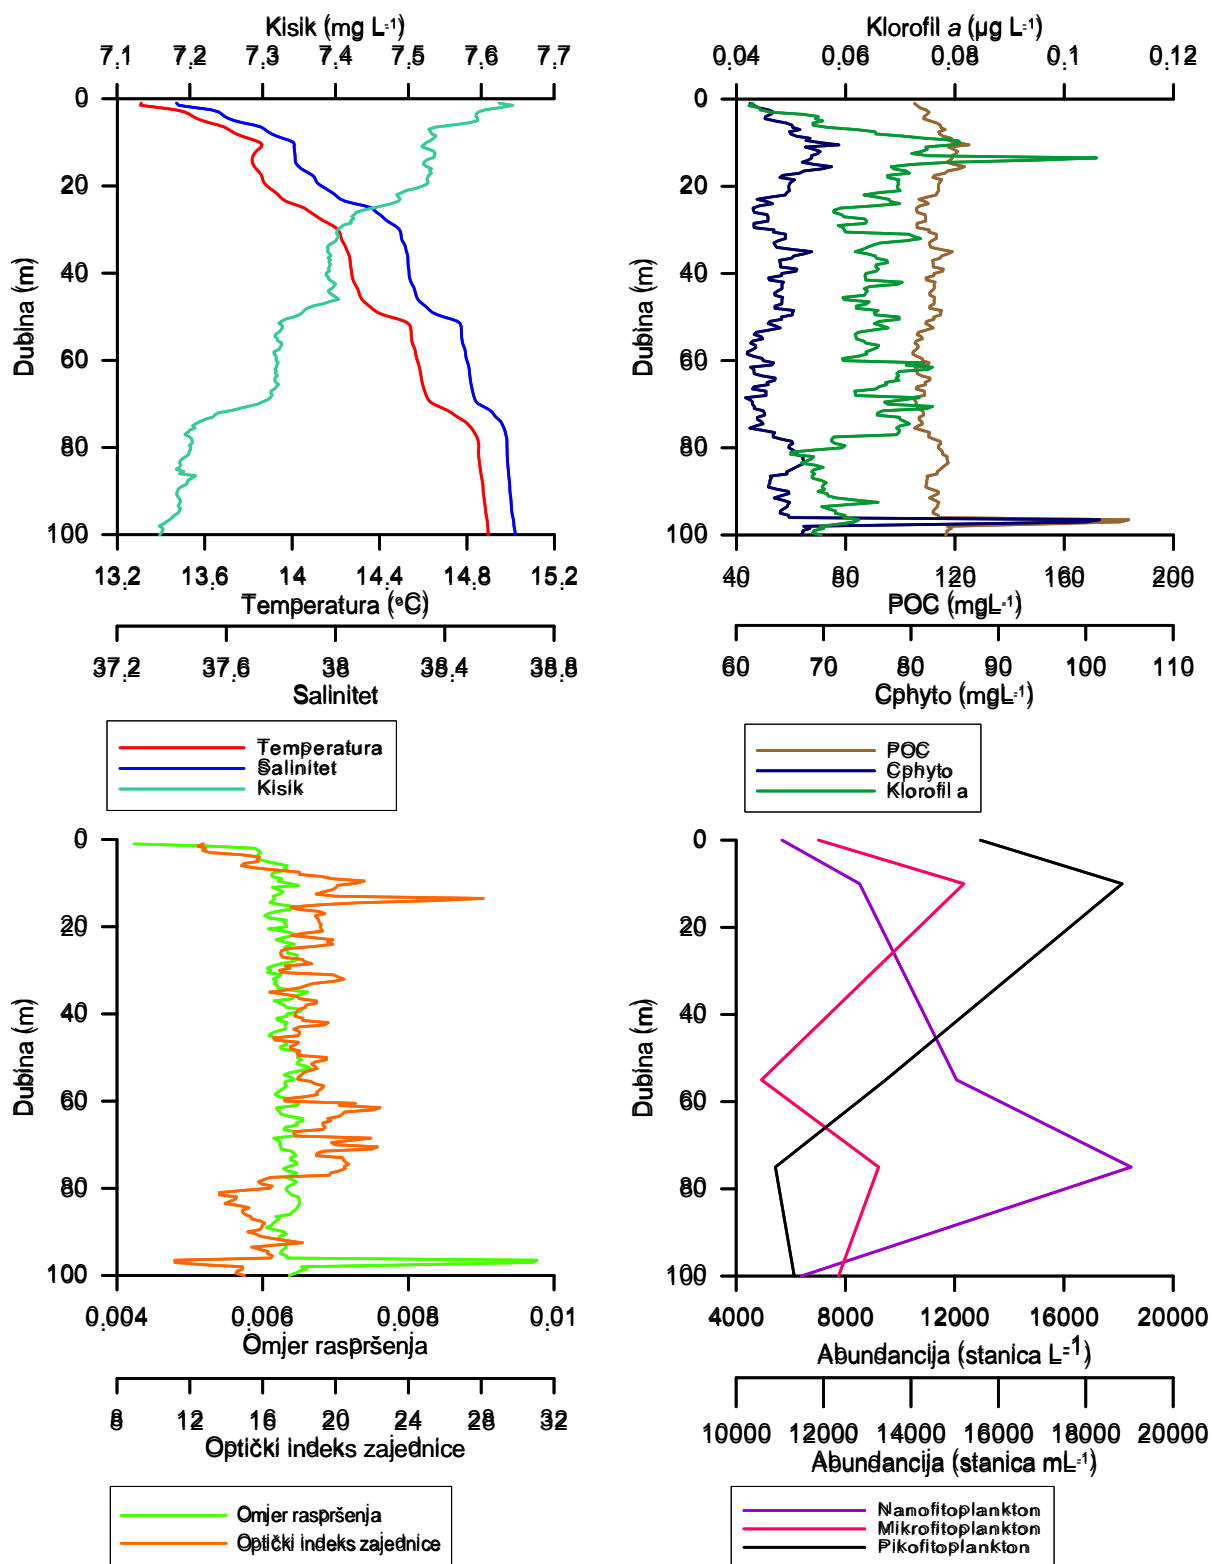 Kisik (mg L-1)
7.1 7.2 7.3 7.4 7.5 7.6 7.7
0
20
40
60
80
100
Dubina (m)
13.2 13.6 14 14.4 14.8 15.2
Temperatura (°C)
37.2 37.6 38 38.4 38.8
Salinitet
Temperatura
Salinitet
Kisik
Klorofil a (µg L-1)
0.04 0.06 0.08 0.1 0.12
0
20
40
60
80
100
Dubina (m)
40 80 120 160 200
POC (mgL-1)
60 70 80 90 100 110
Cphyto (mgL-1)
POC
Cphyto
Klorofil a
0
20
40
60
80
100
Dubina (m)
0.004 0.006 0.008 0.01
Omjer raspršenja
8 12 16 20 24 28 32
Optički indeks zajednice
Omjer raspršenja
Optički indeks zajednice
0
20
40
60
80
100
Dubina (m)
4000 8000 12000 16000 20000
Abundancija (stanica L-1)
10000 12000 14000 16000 18000 20000
Abundancija (stanica mL-1)
Nanofitoplankton
Mikrofitoplankton
Pikofitoplankton